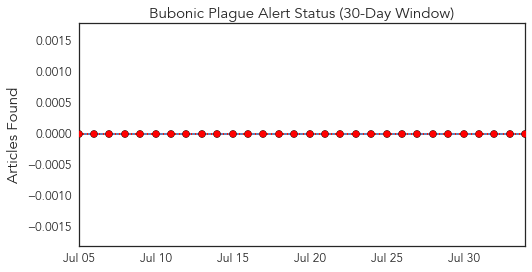 Bubonic Plague Alert Status (30-Day Window)
0.0015
0.0010
0.0005
0.0000
−0.0005
−0.0010
−0.0015
Articles Found
Jul 05 Jul 10 Jul 15 Jul 20 Jul 25 Jul 30